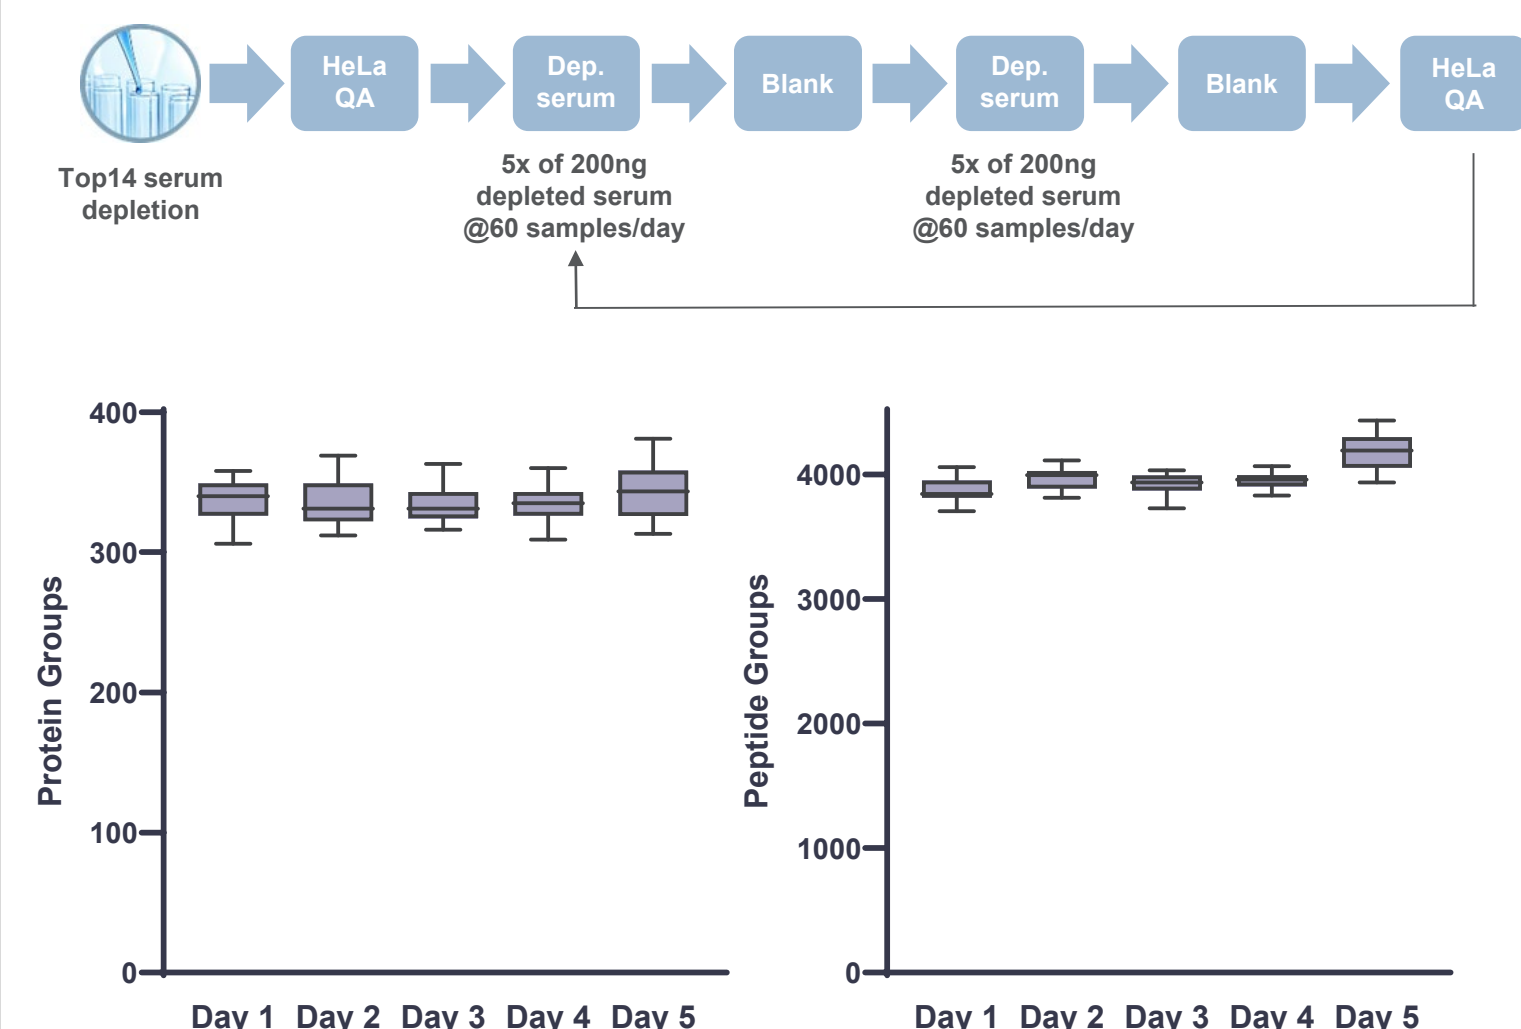 HeLa
QA
Dep.
serum
Blank
Dep.
serum
Blank
HeLa
QA
Top14 serum
depletion
5x of 200ng
depleted serum
@60 samples/day
5x of 200ng
depleted serum
@60 samples/day
Protein Groups
400
300
200
100
0
Day 1 Day 2 Day 3 Day 4 Day 5
Peptide Groups
4000
3000
2000
1000
0
Day 1 Day 2 Day 3 Day 4 Day 5